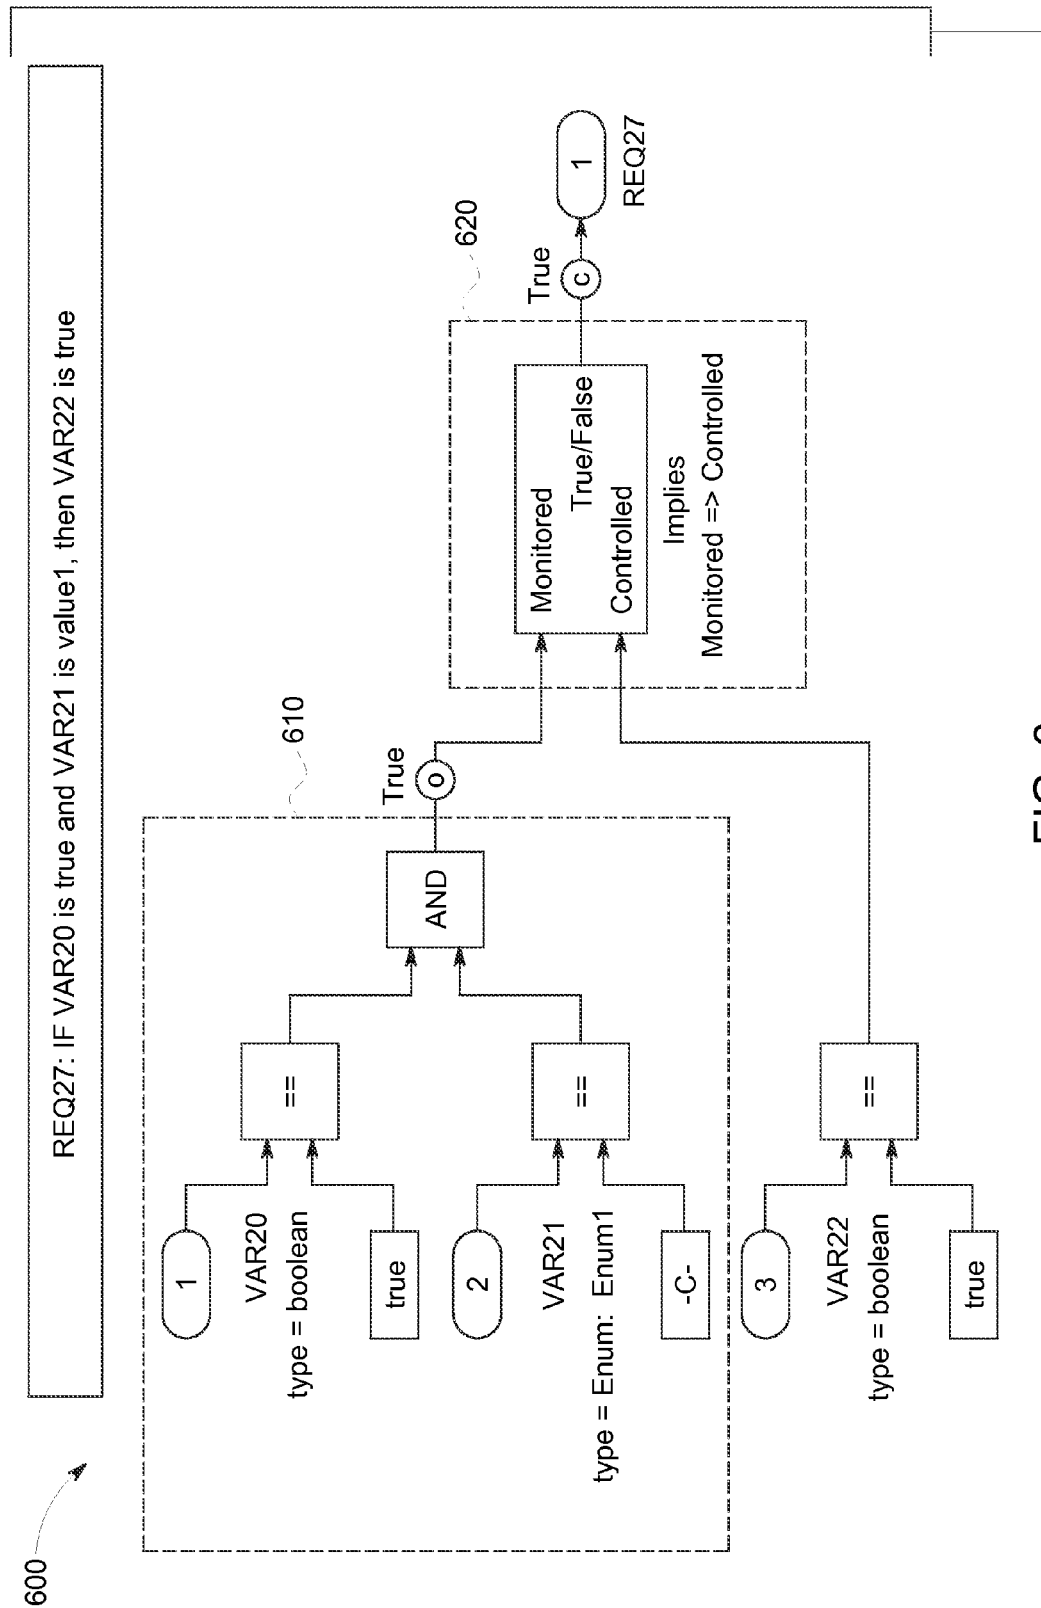 600
REQ27: IF VAR20 is true and VAR21 is value1, then VAR22 is true
610
1
VAR20
type = boolean
true
==
2
VAR21
type = Enum: Enum1
-C-
==
AND
True
o
3
VAR22
type = boolean
true
==
620
Monitored
True/False
Controlled
Implies
Monitored => Controlled
True
c
1
REQ27